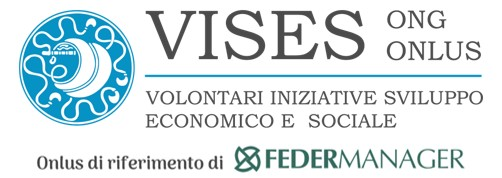 VISES ONG
ONLUS
VOLONTARI INIZIATIVE SVILUPPO
ECONOMICO E SOCIALE
Onlus di riferimento di FEDERMANAGER